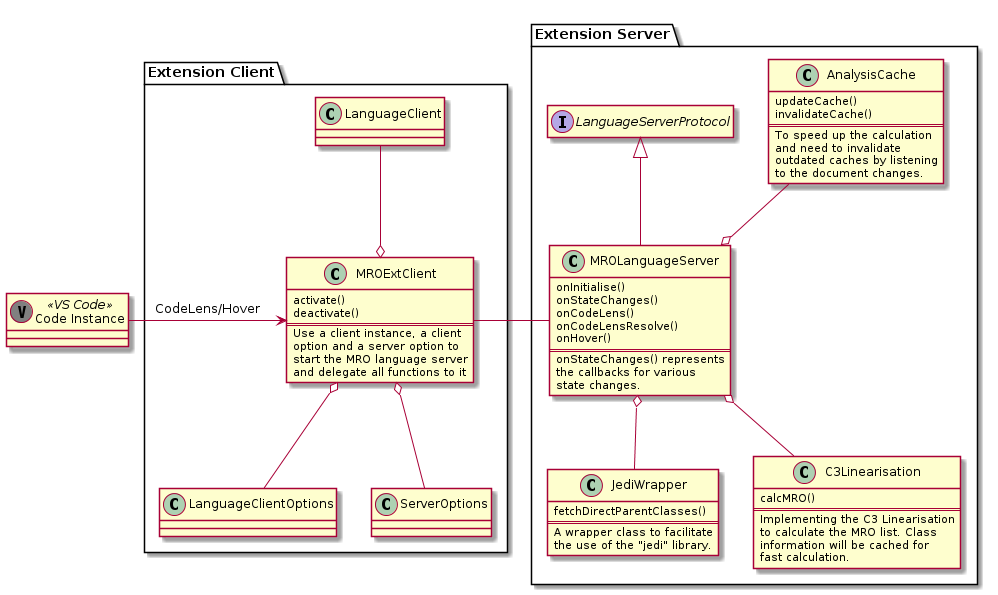 Extension Server
Extension Client
C AnalysisCache
updateCache()
invalidateCache()
To speed up the calculation
and need to invalidate
outdated caches by listening
to the document changes.
C LanguageClient
I LanguageServerProtocol
C MROLanguageServer
onInitialise()
onStateChanges()
onCodeLens()
onCodeLensResolve()
onHover()
onStateChanges() represents
the callbacks for various
state changes.
C MROExtClient
activate()
deactivate()
Use a client instance, a client
option and a server option to
start the MRO language server
and delegate all functions to it
V «VS Code»
Code Instance
CodeLens/Hover
C LanguageClientOptions
C ServerOptions
C JediWrapper
fetchDirectParentClasses()
A wrapper class to facilitate
the use of the "jedi" library.
C C3Linearisation
calcMRO()
Implementing the C3 Linearisation
to calculate the MRO list. Class
information will be cached for
fast calculation.